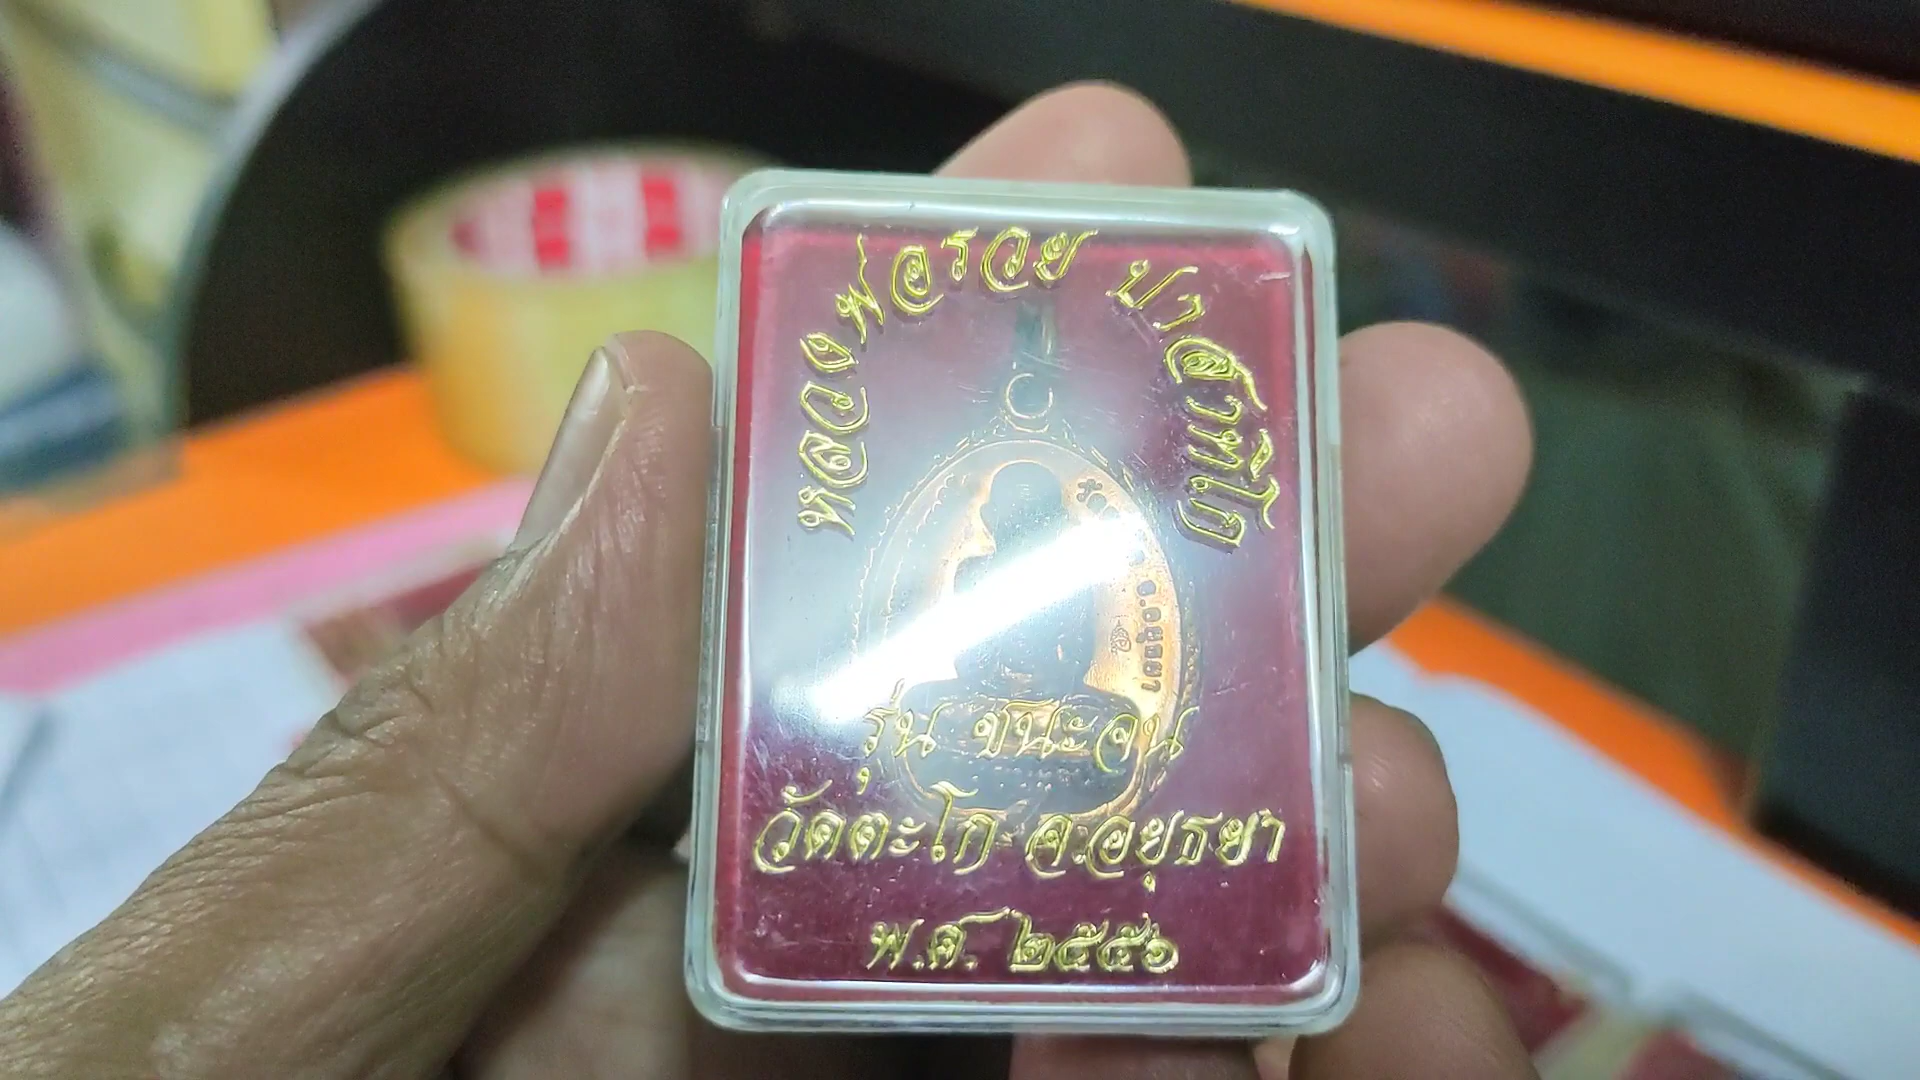 หลวงพ่อรวย ปาสาทิโก
รุ่น ชนะจน
วัดตะโก จ.อยุธยา
พ.ศ. ๒๕๕๖